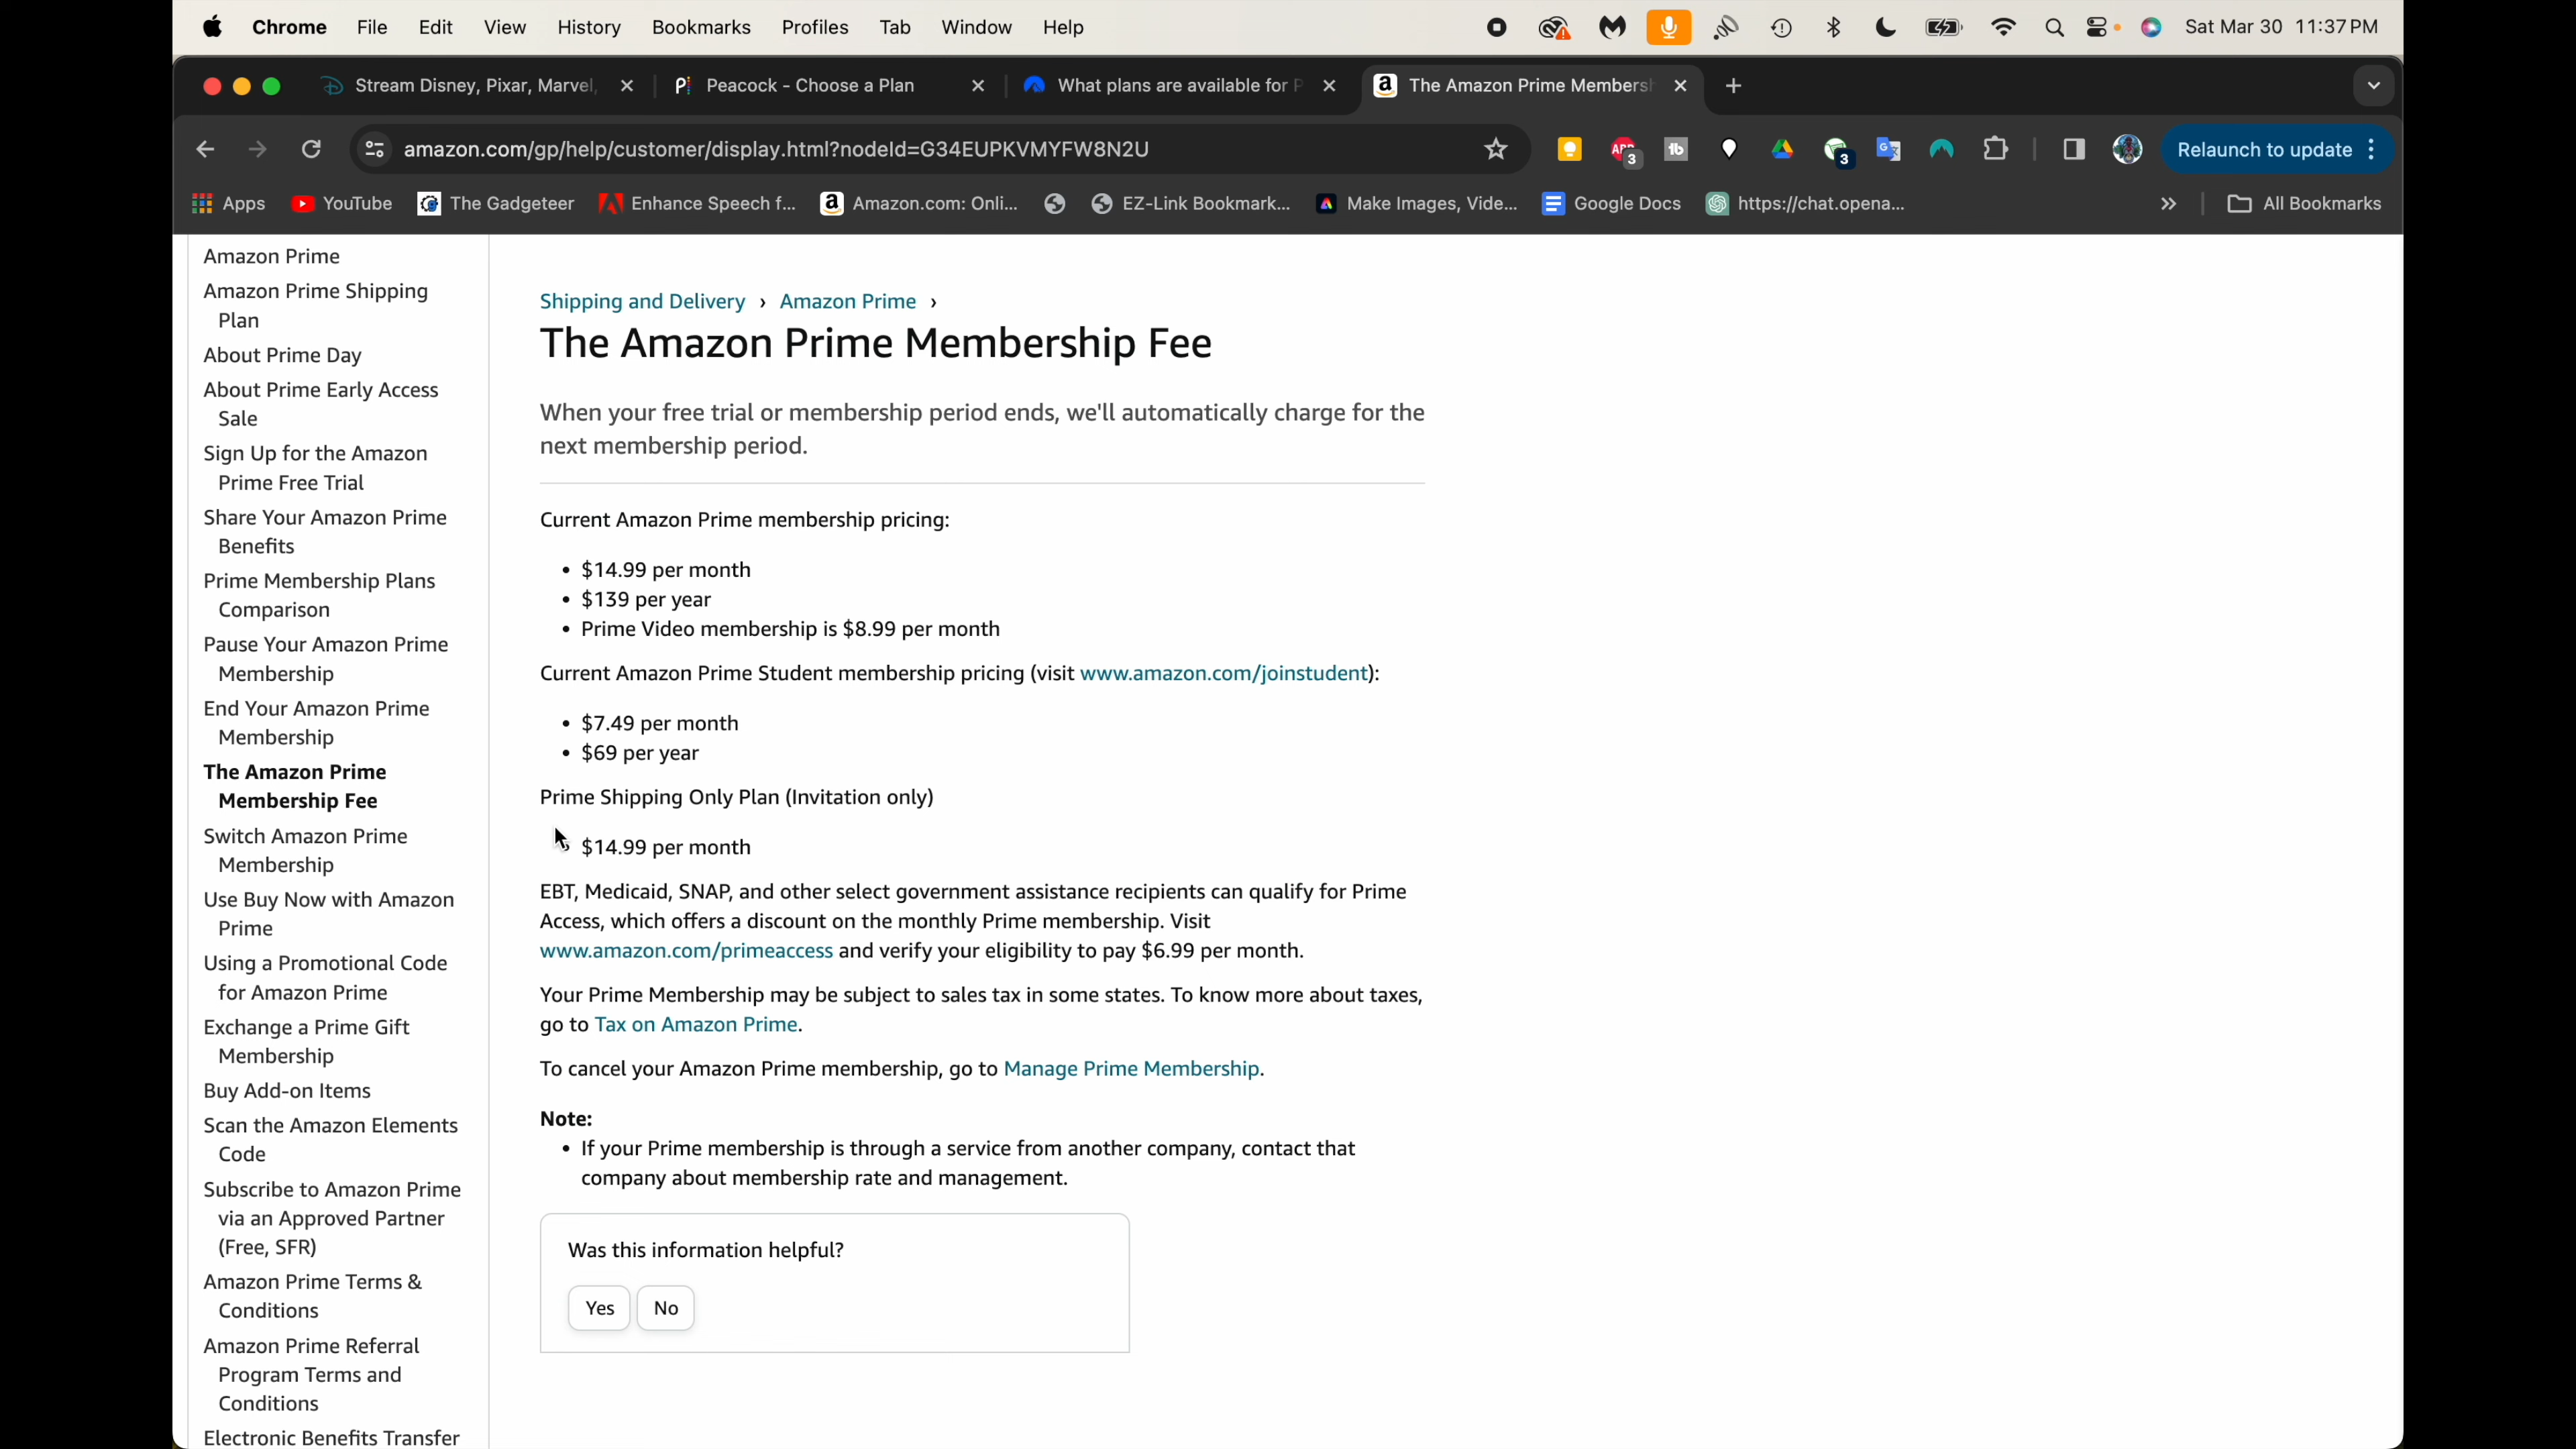 Chrome File Edit View History Bookmarks Profiles Tab Window Help Sat Mar 30 11:37 PM
Stream Disney, Pixar, Marvel, Peacock - Choose a Plan What plans are available for P The Amazon Prime Membersh
amazon.com/gp/help/customer/display.html?nodeId=G34EUPKVMYFW8N2U ABP 3 tb 3 Relaunch to update
Apps YouTube The Gadgeteer Enhance Speech f... Amazon.com: Onli... EZ-Link Bookmark... Make Images, Vide... Google Docs https://chat.opena... » All Bookmarks
Amazon Prime
Amazon Prime Shipping
Plan
About Prime Day
About Prime Early Access
Sale
Sign Up for the Amazon
Prime Free Trial
Share Your Amazon Prime
Benefits
Prime Membership Plans
Comparison
Pause Your Amazon Prime
Membership
End Your Amazon Prime
Membership
The Amazon Prime
Membership Fee
Switch Amazon Prime
Membership
Use Buy Now with Amazon
Prime
Using a Promotional Code
for Amazon Prime
Exchange a Prime Gift
Membership
Buy Add-on Items
Scan the Amazon Elements
Code
Subscribe to Amazon Prime
via an Approved Partner
(Free, SFR)
Amazon Prime Terms &
Conditions
Amazon Prime Referral
Program Terms and
Conditions
Electronic Benefits Transfer
Shipping and Delivery › Amazon Prime ›
The Amazon Prime Membership Fee
When your free trial or membership period ends, we'll automatically charge for the
next membership period.
Current Amazon Prime membership pricing:
• $14.99 per month
• $139 per year
• Prime Video membership is $8.99 per month
Current Amazon Prime Student membership pricing (visit www.amazon.com/joinstudent):
• $7.49 per month
• $69 per year
Prime Shipping Only Plan (Invitation only)
• $14.99 per month
EBT, Medicaid, SNAP, and other select government assistance recipients can qualify for Prime
Access, which offers a discount on the monthly Prime membership. Visit
www.amazon.com/primeaccess and verify your eligibility to pay $6.99 per month.
Your Prime Membership may be subject to sales tax in some states. To know more about taxes,
go to Tax on Amazon Prime.
To cancel your Amazon Prime membership, go to Manage Prime Membership.
Note:
• If your Prime membership is through a service from another company, contact that
company about membership rate and management.
Was this information helpful?
Yes No